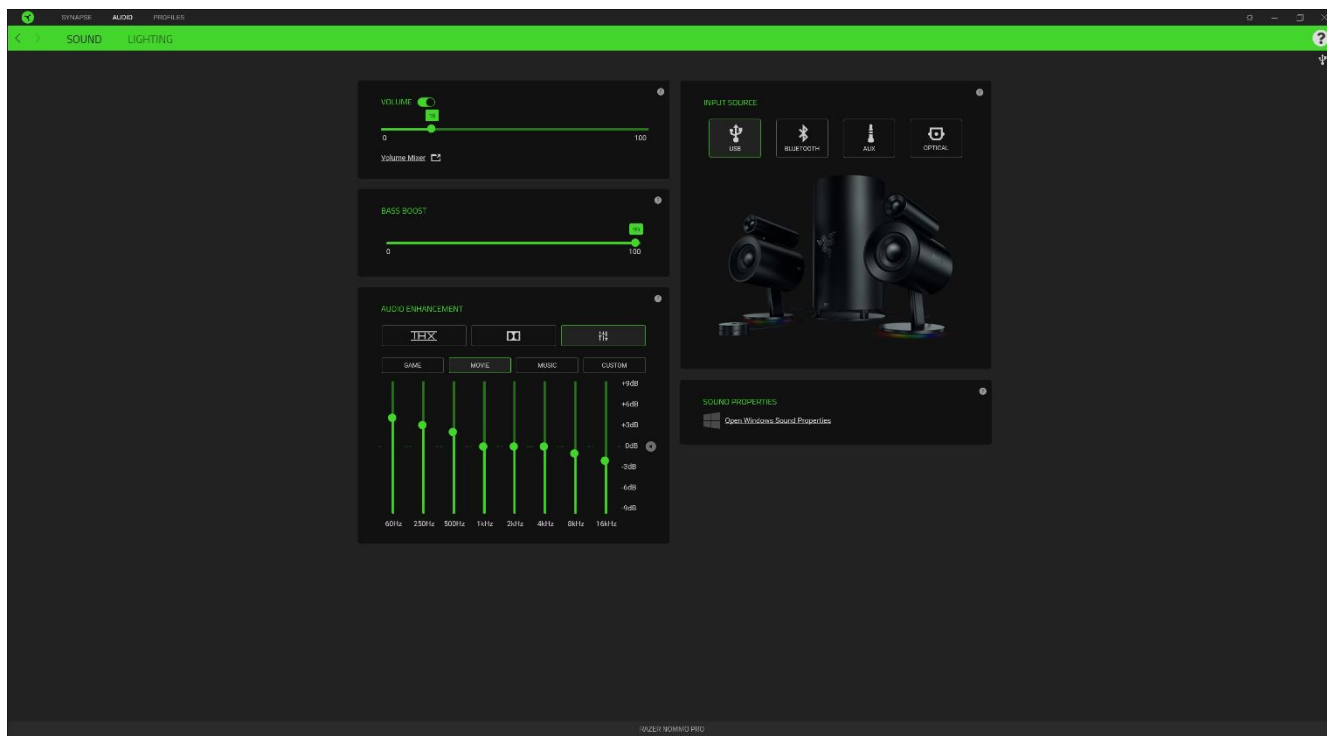 SYNAPSE AUDIO PROFILES
SOUND LIGHTING
?
VOLUME
0 100
Volume Mixer
BASS BOOST
0 100
AUDIO ENHANCEMENT
THX
GAME MOVIE MUSIC CUSTOM
+9dB
+6dB
+3dB
0dB
-3dB
-6dB
-9dB
60Hz 250Hz 500Hz 1kHz 2kHz 4kHz 8kHz 16kHz
INPUT SOURCE
USB BLUETOOTH AUX OPTICAL
SOUND PROPERTIES
Open Windows Sound Properties
RAZER NOMMO PRO